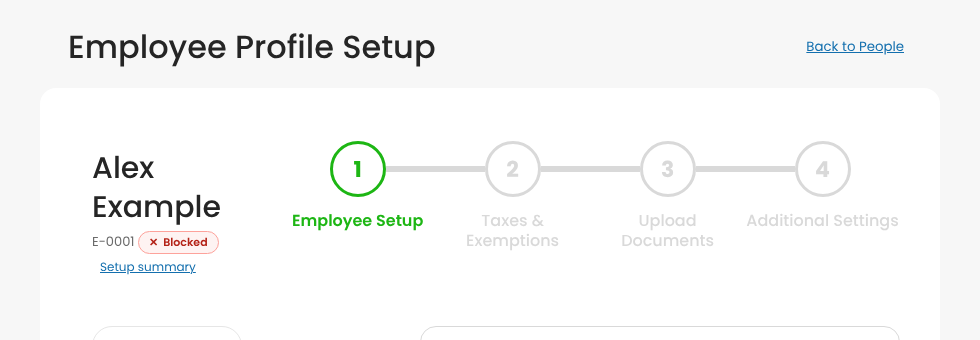 Employee Profile Setup
Back to People
Alex
Example
E-0001 ✕ Blocked
Setup summary
1
Employee Setup
2
Taxes &
Exemptions
3
Upload
Documents
4
Additional Settings